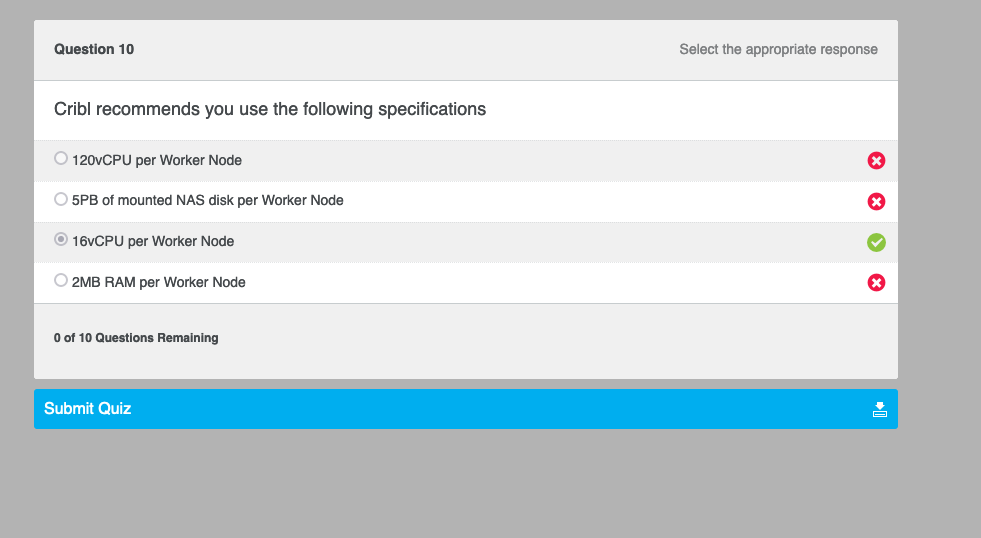 Question 10
Select the appropriate response
Cribl recommends you use the following specifications
120vCPU per Worker Node
5PB of mounted NAS disk per Worker Node
16vCPU per Worker Node
2MB RAM per Worker Node
0 of 10 Questions Remaining
Submit Quiz